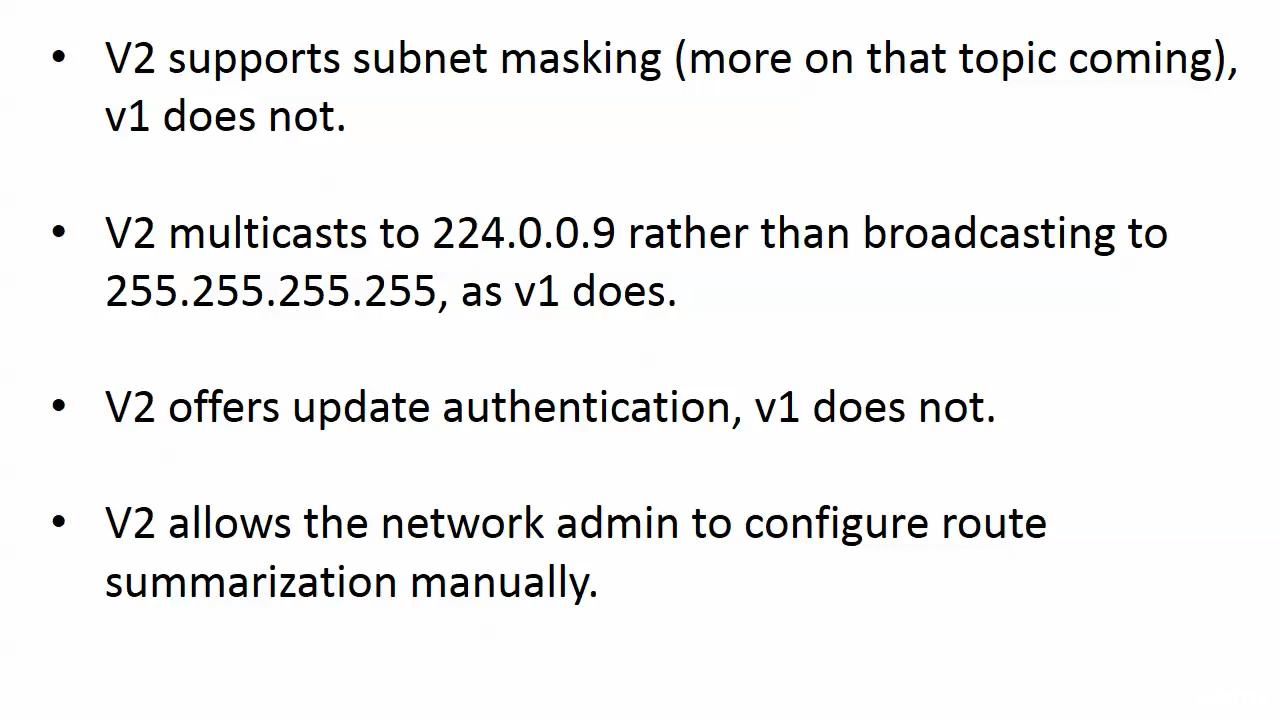 • V2 supports subnet masking (more on that topic coming),
v1 does not.
• V2 multicasts to 224.0.0.9 rather than broadcasting to
255.255.255.255, as v1 does.
• V2 offers update authentication, v1 does not.
• V2 allows the network admin to configure route
summarization manually.